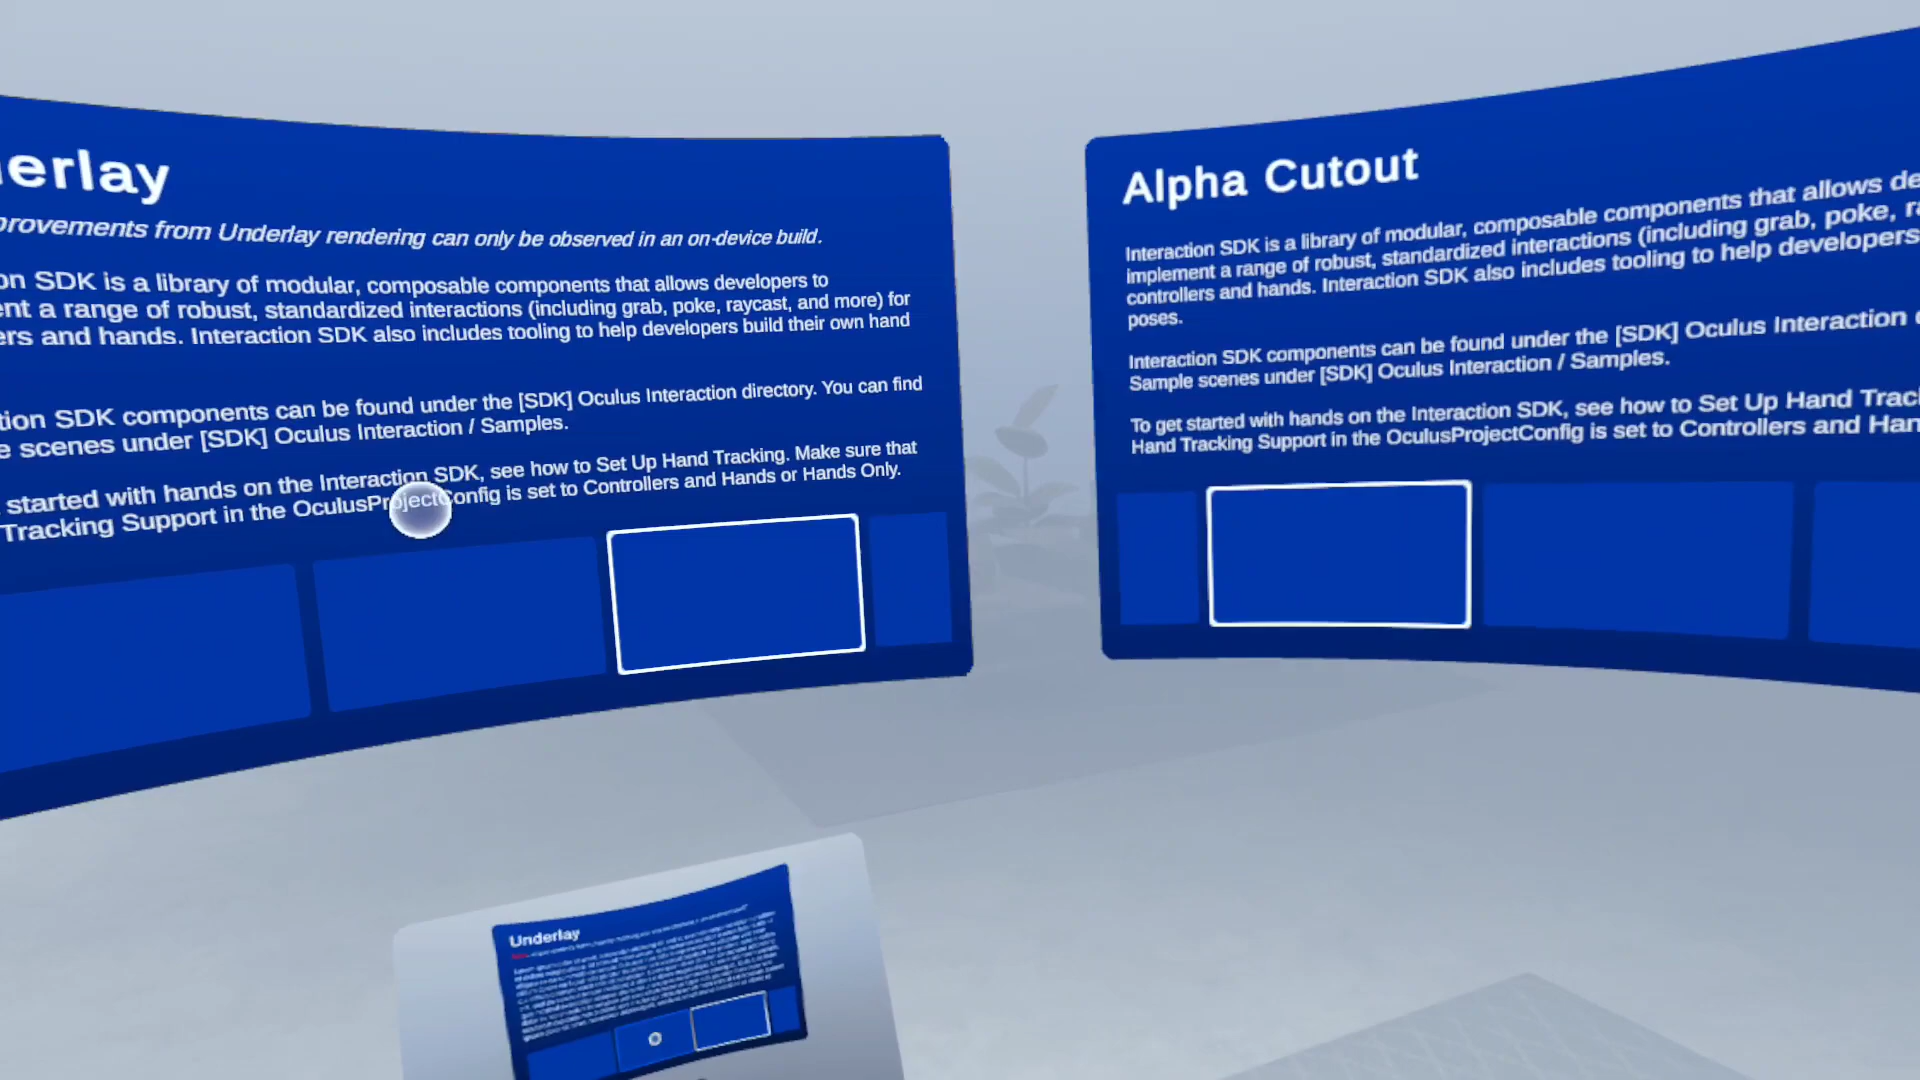 erlay
provements from Underlay rendering can only be observed in an on-device build.
on SDK is a library of modular, composable components that allows developers to
ent a range of robust, standardized interactions (including grab, poke, raycast, and more) for
ers and hands. Interaction SDK also includes tooling to help developers build their own hand
tion SDK components can be found under the [SDK] Oculus Interaction directory. You can find
e scenes under [SDK] Oculus Interaction / Samples.
started with hands on the Interaction SDK, see how to Set Up Hand Tracking. Make sure that
Tracking Support in the OculusProjectConfig is set to Controllers and Hands or Hands Only.
Alpha Cutout
Interaction SDK is a library of modular, composable components that allows de
implement a range of robust, standardized interactions (including grab, poke, ra
controllers and hands. Interaction SDK also includes tooling to help developers
poses.
Interaction SDK components can be found under the [SDK] Oculus Interaction
Sample scenes under [SDK] Oculus Interaction / Samples.
To get started with hands on the Interaction SDK, see how to Set Up Hand Trac
Hand Tracking Support in the OculusProjectConfig is set to Controllers and Han
Underlay